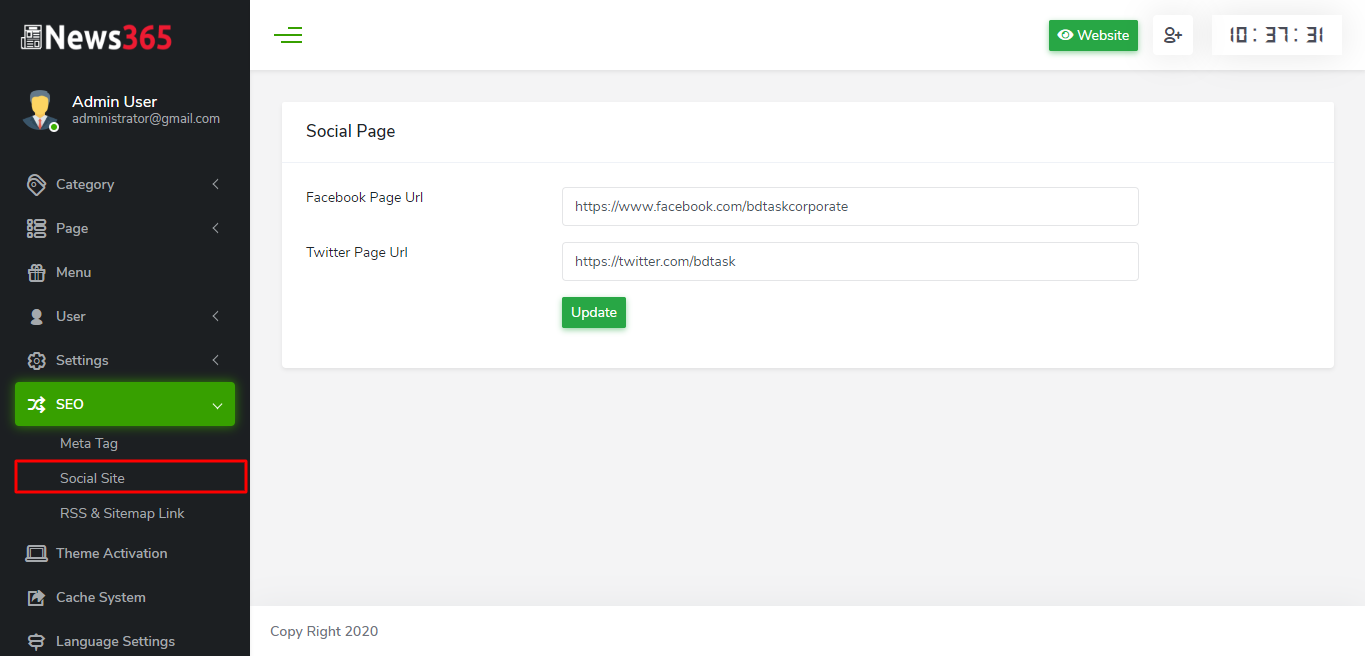 News365
Website
10:37:31
Admin User
administrator@gmail.com
Category
Page
Menu
User
Settings
SEO
Meta Tag
Social Site
RSS & Sitemap Link
Theme Activation
Cache System
Language Settings
Social Page
Facebook Page Url
https://www.facebook.com/bdtaskcorporate
Twitter Page Url
https://twitter.com/bdtask
Update
Copy Right 2020